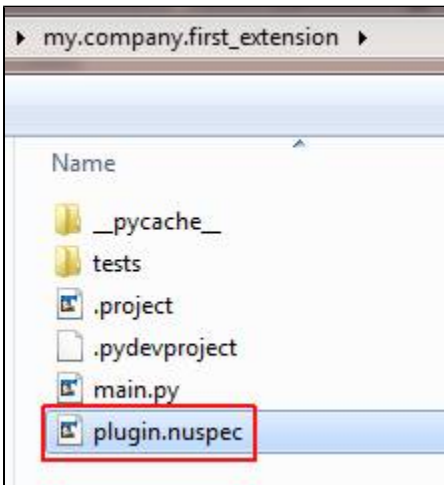 my.company.first_extension
Name
__pycache__
tests
.project
.pydevproject
main.py
plugin.nuspec